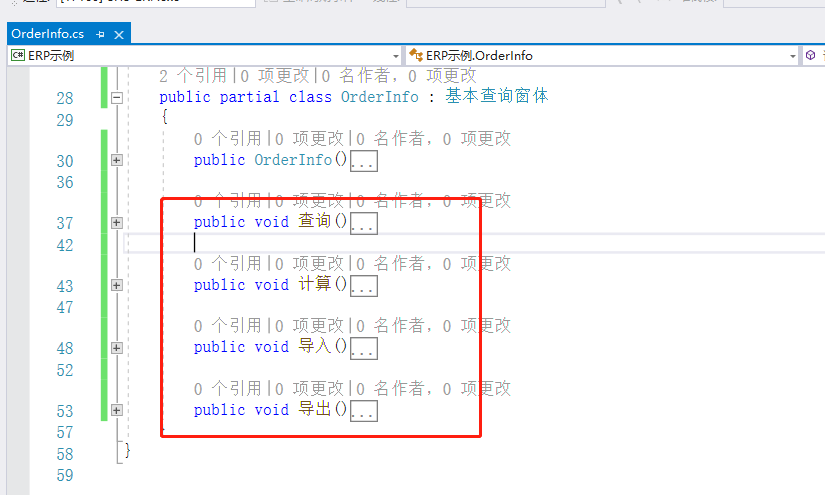 OrderInfo.cs
ERP示例
ERP示例.OrderInfo
2 个引用|0 项更改|0 名作者，0 项更改
28 public partial class OrderInfo : 基本查询窗体
29 {
0 个引用|0 项更改|0 名作者，0 项更改
30 public OrderInfo()...
36
0 个引用|0 项更改|0 名作者，0 项更改
37 public void 查询()...
42
0 个引用|0 项更改|0 名作者，0 项更改
43 public void 计算()...
47
0 个引用|0 项更改|0 名作者，0 项更改
48 public void 导入()...
52
0 个引用|0 项更改|0 名作者，0 项更改
53 public void 导出()...
57
58 }
59